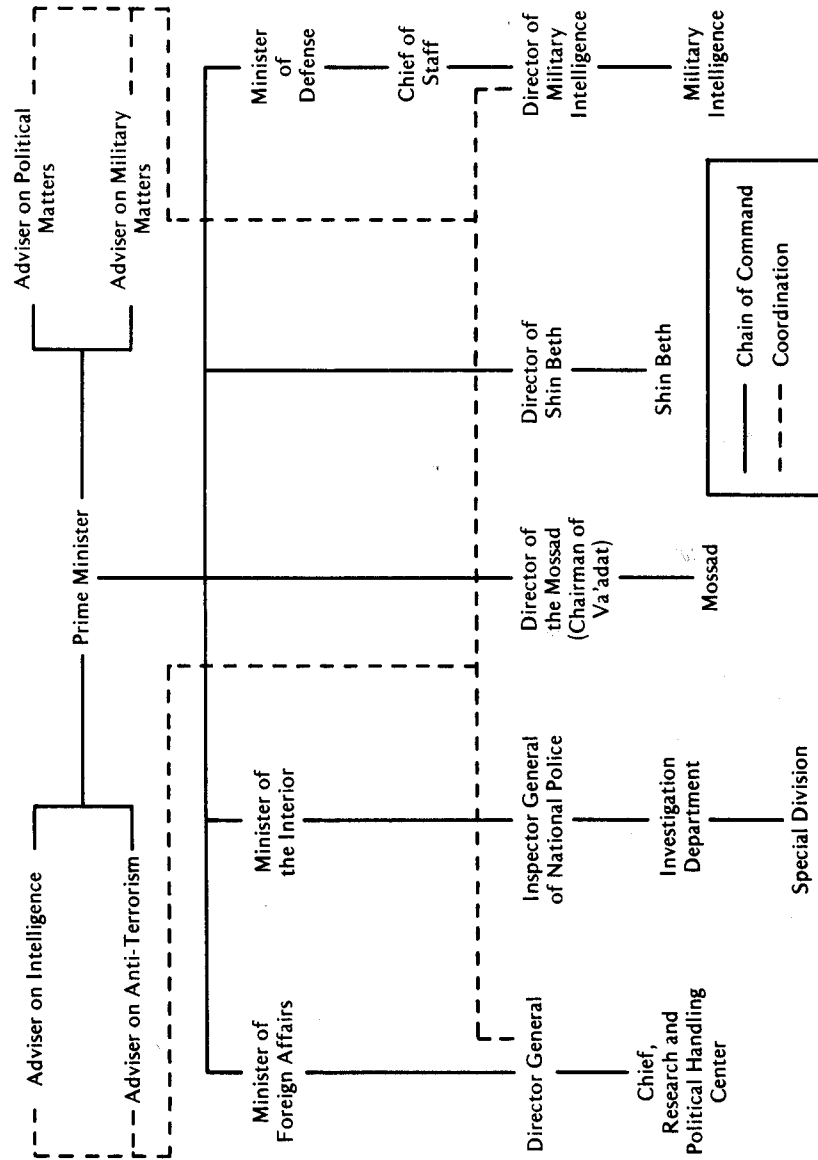 Adviser on Intelligence
Adviser on Anti-Terrorism
Prime Minister
Adviser on Political
Matters
Adviser on Military
Matters
Minister of
Foreign Affairs
Minister of
the Interior
Minister
of
Defense
Chief of
Staff
Director General
Inspector General
of National Police
Director of
the Mossad
(Chairman of
Va'adat)
Director of
Shin Beth
Director of
Military
Intelligence
Chief,
Research and
Political Handling
Center
Investigation
Department
Mossad
Shin Beth
Military
Intelligence
Special Division
Chain of Command
Coordination